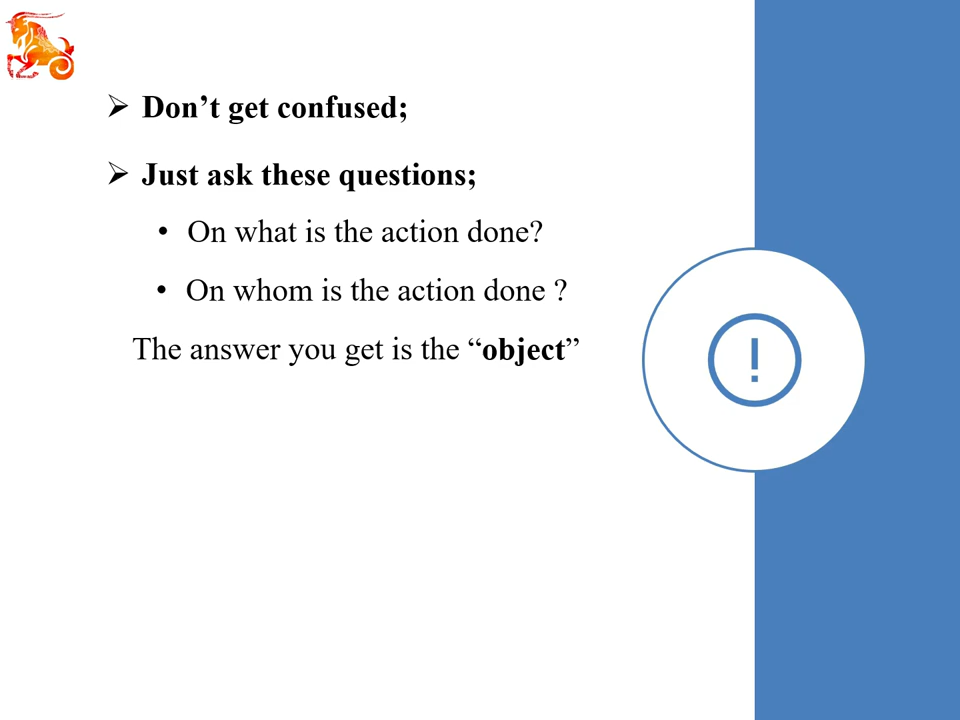 ➢ Don’t get confused;
➢ Just ask these questions;
• On what is the action done?
• On whom is the action done ?
The answer you get is the “object”
!